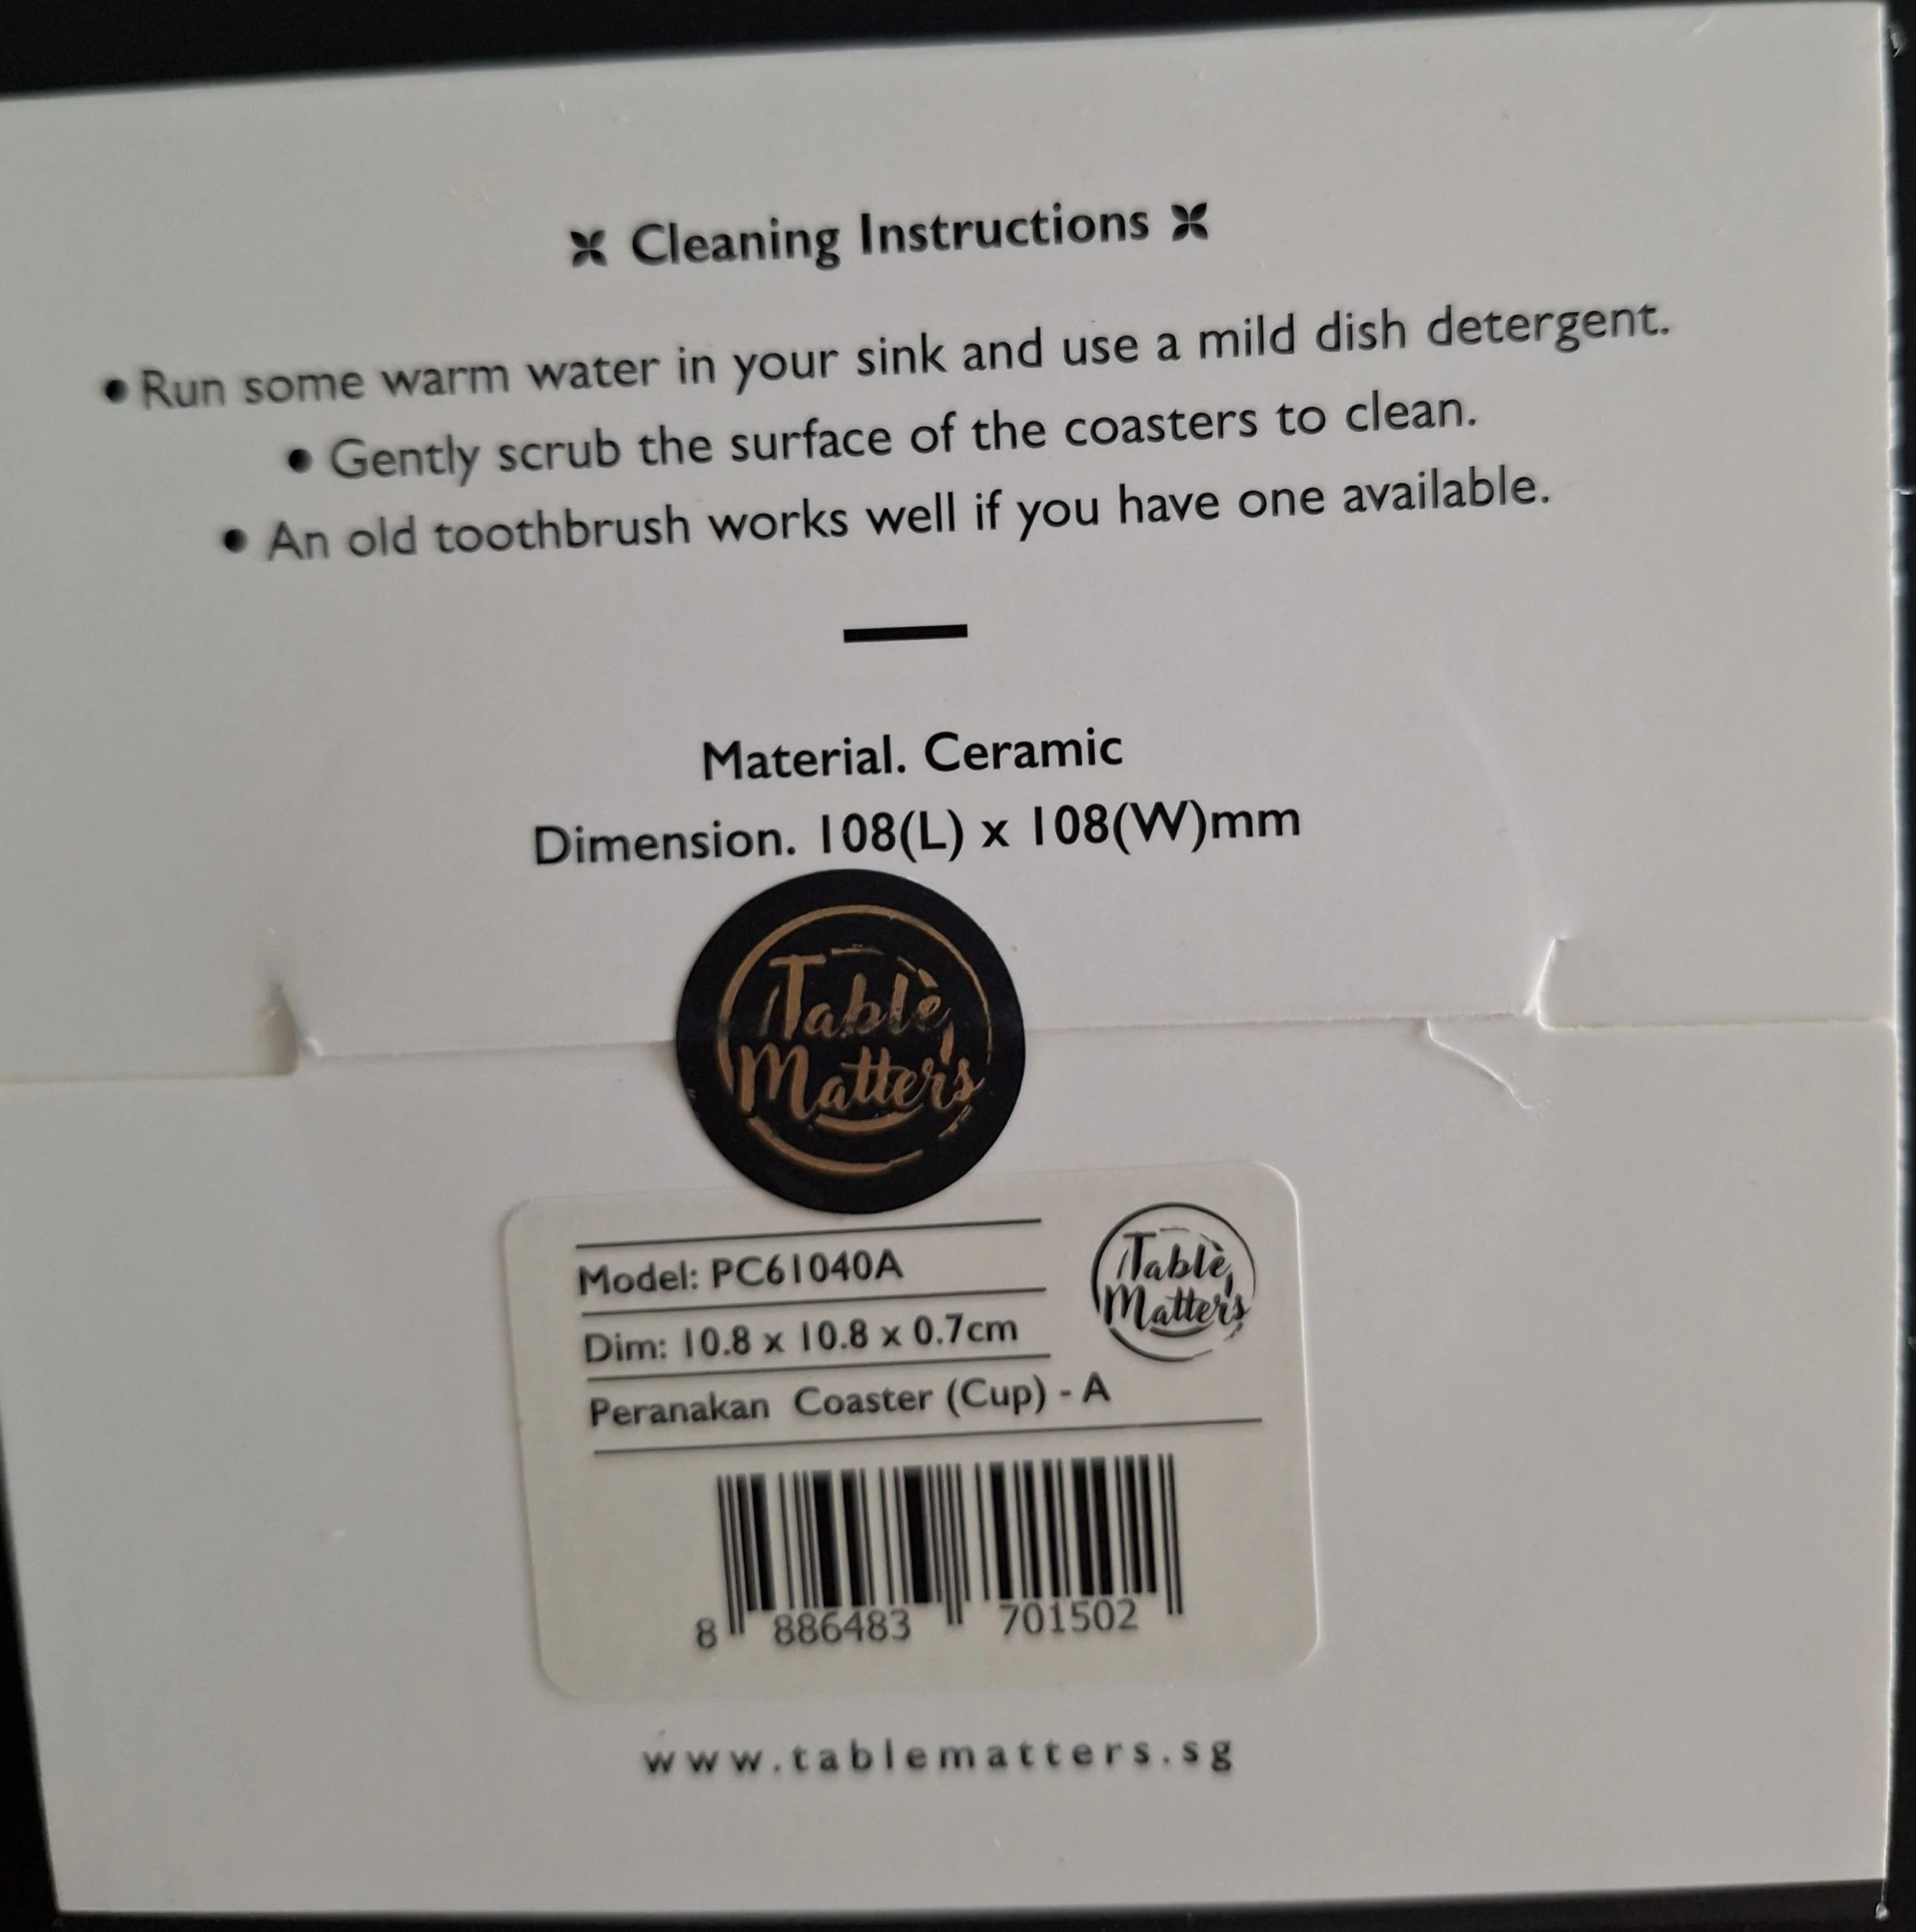 Cleaning Instructions
• Run some warm water in your sink and use a mild dish detergent.
• Gently scrub the surface of the coasters to clean.
• An old toothbrush works well if you have one available.
Material. Ceramic
Dimension. 108(L) x 108(W)mm
Table
Matters
Model: PC61040A
Dim: 10.8 x 10.8 x 0.7cm
Peranakan Coaster (Cup) - A
Table
Matters
8 886483 701502
www.tablematters.sg